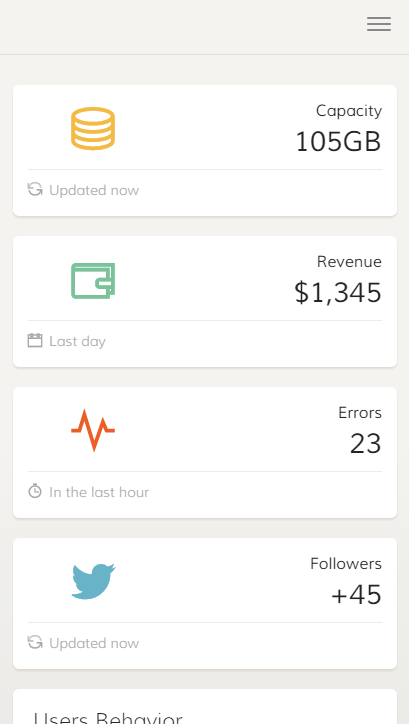 Capacity
105GB
Updated now
Revenue
$1,345
Last day
Errors
23
In the last hour
Followers
+45
Updated now
Users Behavior